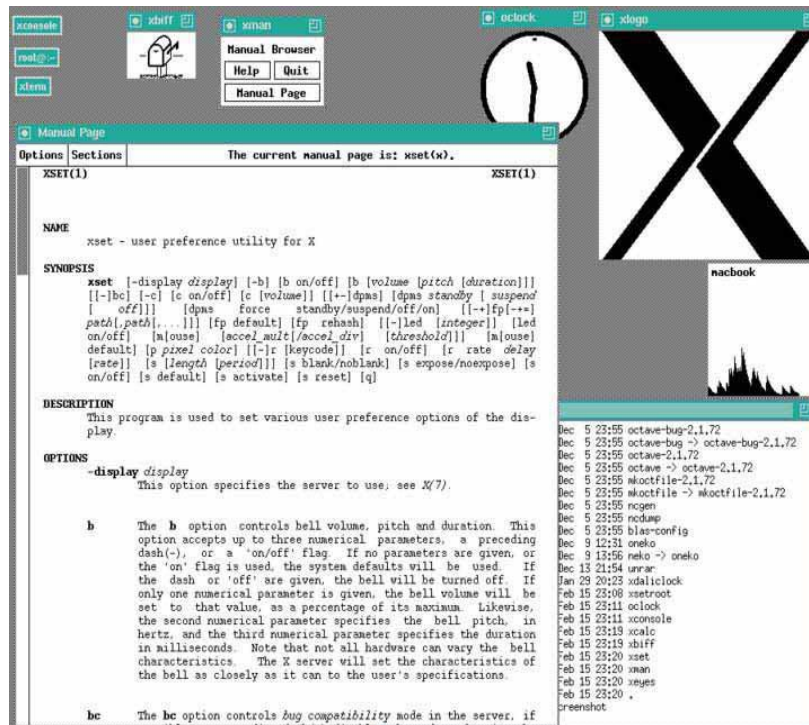 xconsole
xbiff
xman
oclock
xlogo
root@:~
xterm
Manual Browser
Help Quit
Manual Page
Manual Page
Options Sections The current manual page is: xset(x).
XSET(1) XSET(1)
NAME
xset - user preference utility for X
SYNOPSIS
xset [-display display] [-b] [b on/off] [b [volume [pitch [duration]]]
[[-]bc] [-c] [c on/off] [c [volume]] [[+-]dpms] [dpms standby [ suspend
[ off]]] [dpms force standby/suspend/off/on] [[-+]fp[-+=]
path[,path[,...]]] [fp default] [fp rehash] [[-]led [integer]] [led
on/off] [m[ouse] [accel_mult[/accel_div] [threshold]]] [m[ouse]
default] [p pixel color] [[-]r [keycode]] [r on/off] [r rate delay
[rate]] [s [length [period]]] [s blank/noblank] [s expose/noexpose] [s
on/off] [s default] [s activate] [s reset] [q]
DESCRIPTION
This program is used to set various user preference options of the dis-
play.
OPTIONS
-display display
This option specifies the server to use; see X(7).
b The b option controls bell volume, pitch and duration. This
option accepts up to three numerical parameters, a preceding
dash(-), or a 'on/off' flag. If no parameters are given, or
the 'on' flag is used, the system defaults will be used. If
the dash or 'off' are given, the bell will be turned off. If
only one numerical parameter is given, the bell volume will be
set to that value, as a percentage of its maximum. Likewise,
the second numerical parameter specifies the bell pitch, in
hertz, and the third numerical parameter specifies the duration
in milliseconds. Note that not all hardware can vary the bell
characteristics. The X server will set the characteristics of
the bell as closely as it can to the user's specifications.
bc The bc option controls bug compatibility mode in the server, if
macbook
Dec 5 23:55 octave-bug-2.1.72
Dec 5 23:55 octave-bug -> octave-bug-2.1.72
Dec 5 23:55 octave-2.1.72
Dec 5 23:55 octave -> octave-2.1.72
Dec 5 23:55 mkoctfile-2.1.72
Dec 5 23:55 mkoctfile -> mkoctfile-2.1.72
Dec 5 23:55 ncgen
Dec 5 23:55 ncdump
Dec 5 23:55 blas-config
Dec 9 12:31 oneko
Dec 9 13:56 neko -> oneko
Dec 13 21:54 unrar
Jan 29 20:23 xdaliclock
Feb 15 23:08 xsetroot
Feb 15 23:11 oclock
Feb 15 23:11 xconsole
Feb 15 23:19 xcalc
Feb 15 23:19 xbiff
Feb 15 23:20 xset
Feb 15 23:20 xman
Feb 15 23:20 xeyes
Feb 15 23:20 .
creenshot